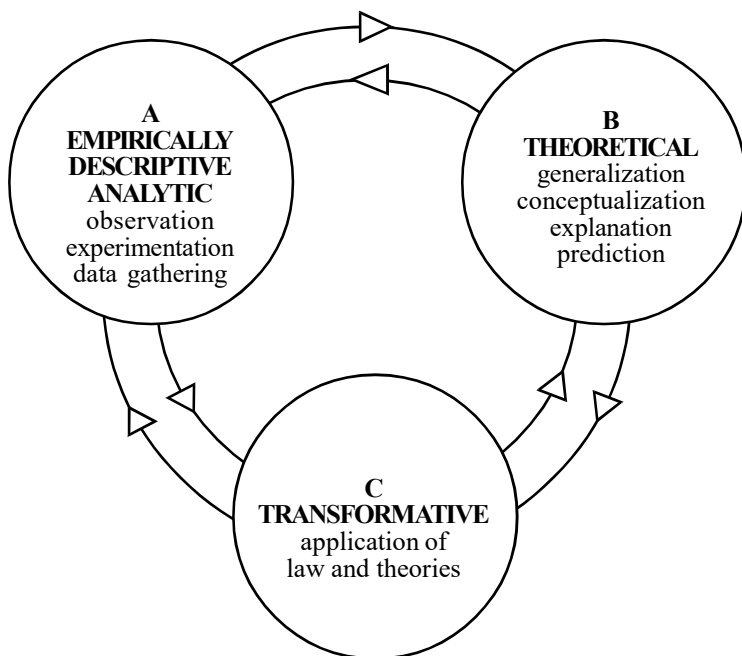 A
EMPIRICALLY
DESCRIPTIVE
ANALYTIC
observation
experimentation
data gathering
B
THEORETICAL
generalization
conceptualization
explanation
prediction
C
TRANSFORMATIVE
application of
law and theories